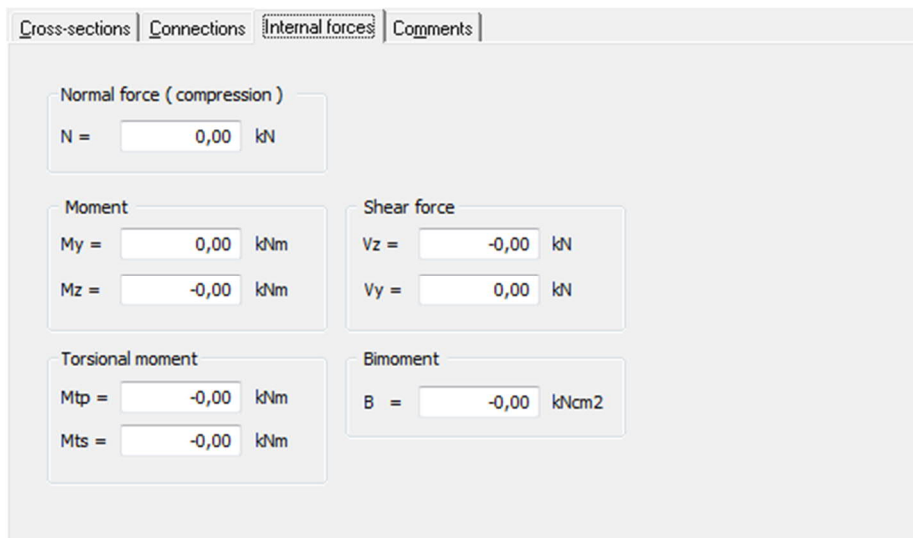 Cross-sections Connections Internal forces Comments
Normal force ( compression )
N = 0,00 kN
Moment
My = 0,00 kNm
Mz = -0,00 kNm
Shear force
Vz = -0,00 kN
Vy = 0,00 kN
Torsional moment
Mtp = -0,00 kNm
Mts = -0,00 kNm
Bimoment
B = -0,00 kNcm2